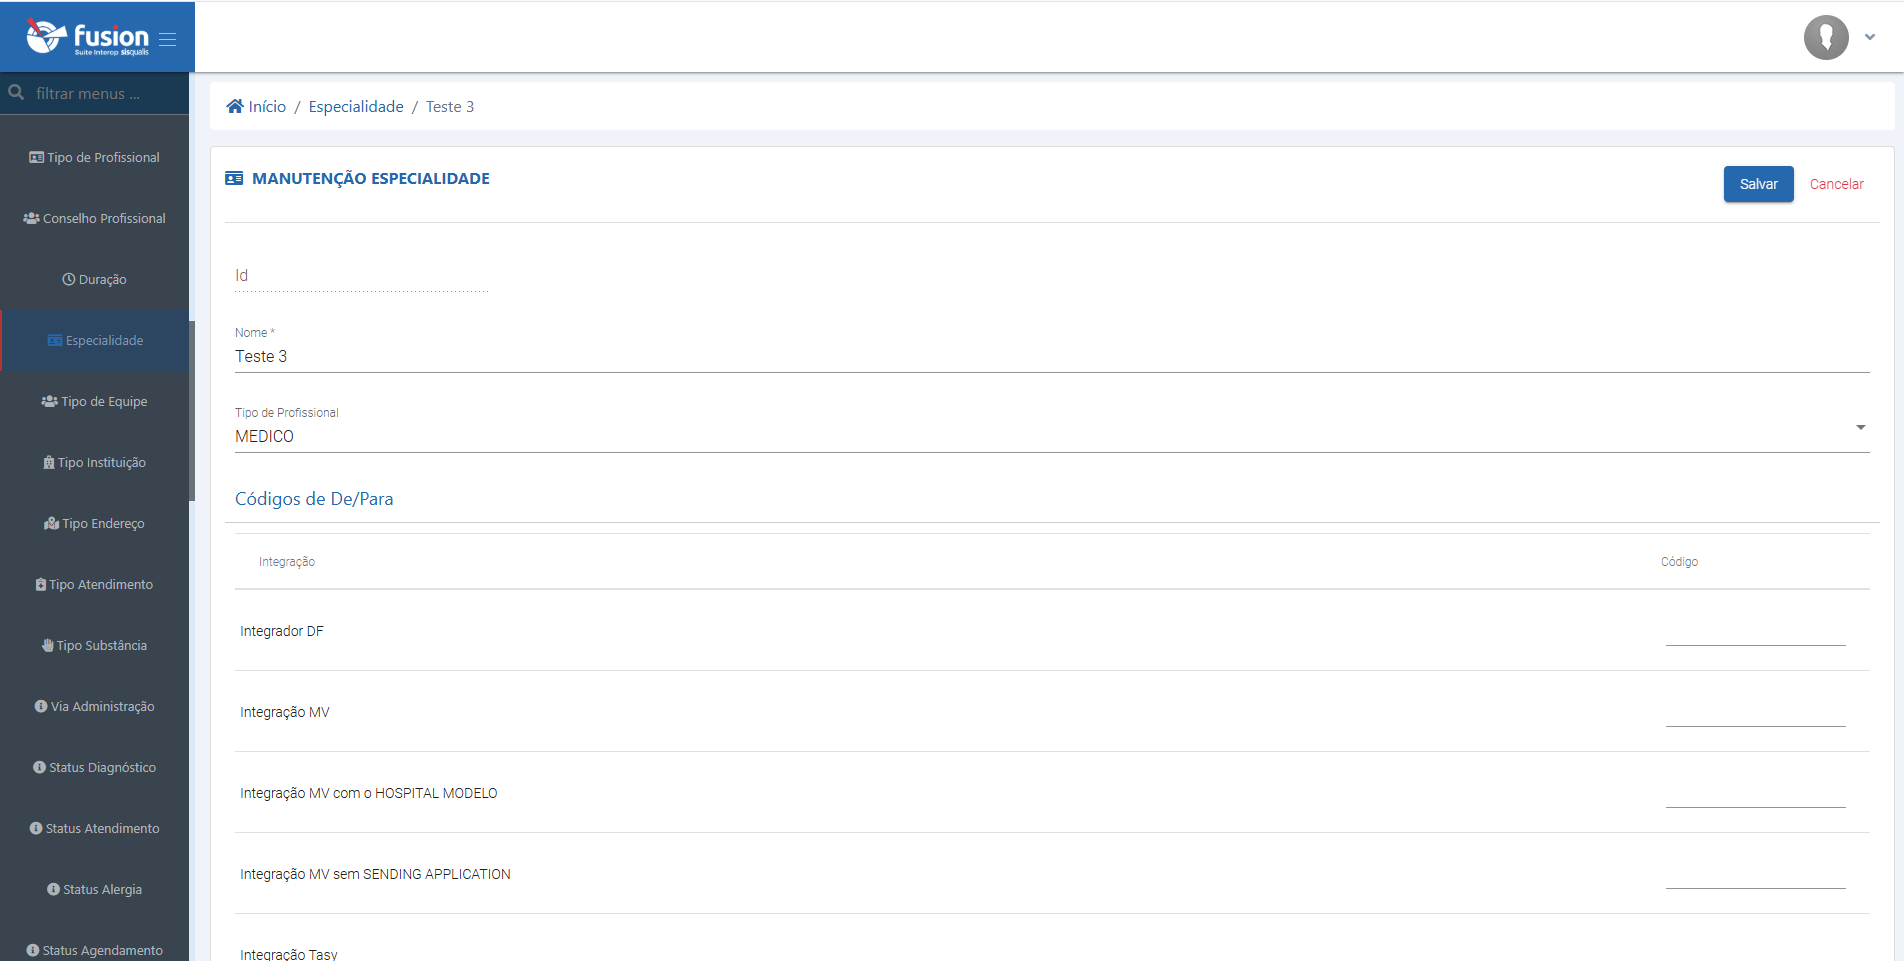 fusion
Suite Interop sisqualis
filtrar menus ...
Tipo de Profissional
Conselho Profissional
Duração
Especialidade
Tipo de Equipe
Tipo Instituição
Tipo Endereço
Tipo Atendimento
Tipo Substância
Via Administração
Status Diagnóstico
Status Atendimento
Status Alergia
Status Agendamento
Início / Especialidade / Teste 3
MANUTENÇÃO ESPECIALIDADE
Salvar Cancelar
Id
Nome *
Teste 3
Tipo de Profissional
MEDICO
Códigos de De/Para
Integração Código
Integrador DF
Integração MV
Integração MV com o HOSPITAL MODELO
Integração MV sem SENDING APPLICATION
Integração Tasy